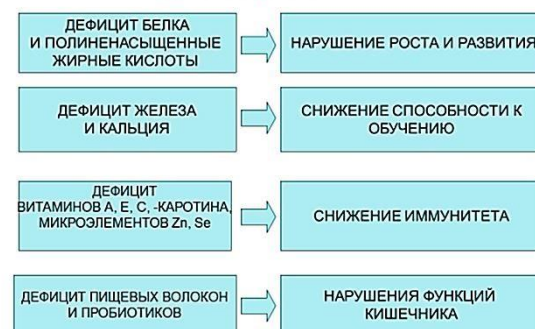 ДЕФИЦИТ БЕЛКА
И ПОЛИНЕНАСЫЩЕННЫЕ
ЖИРНЫЕ КИСЛОТЫ
НАРУШЕНИЕ РОСТА И РАЗВИТИЯ
ДЕФИЦИТ ЖЕЛЕЗА
И КАЛЬЦИЯ
СНИЖЕНИЕ СПОСОБНОСТИ К
ОБУЧЕНИЮ
ДЕФИЦИТ
ВИТАМИНОВ А, Е, С, -КАРОТИНА,
МИКРОЭЛЕМЕНТОВ Zn, Se
СНИЖЕНИЕ ИММУНИТЕТА
ДЕФИЦИТ ПИЩЕВЫХ ВОЛОКОН
И ПРОБИОТИКОВ
НАРУШЕНИЯ ФУНКЦИЙ
КИШЕЧНИКА